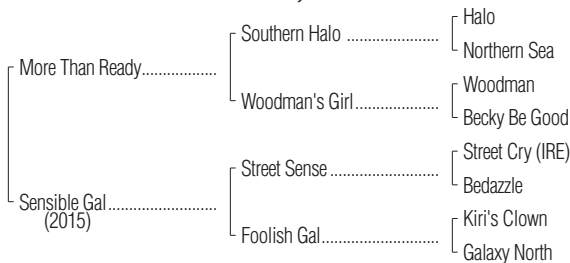 Halo
Southern Halo
Northern Sea
More Than Ready
Woodman
Woodman's Girl
Becky Be Good
Street Cry (IRE)
Street Sense
Bedazzle
Sensible Gal
(2015)
Kiri's Clown
Foolish Gal
Galaxy North